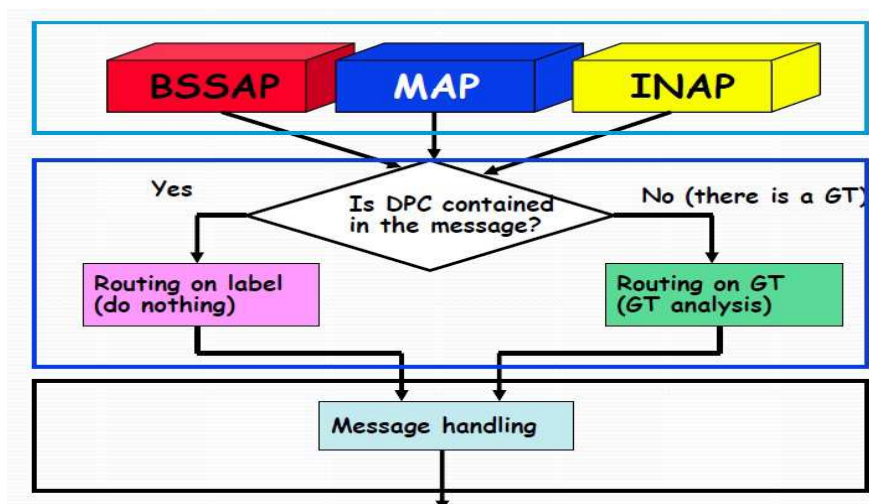 BSSAP
MAP
INAP
Yes
Is DPC contained
in the message?
No (there is a GT)
Routing on label
(do nothing)
Routing on GT
(GT analysis)
Message handling